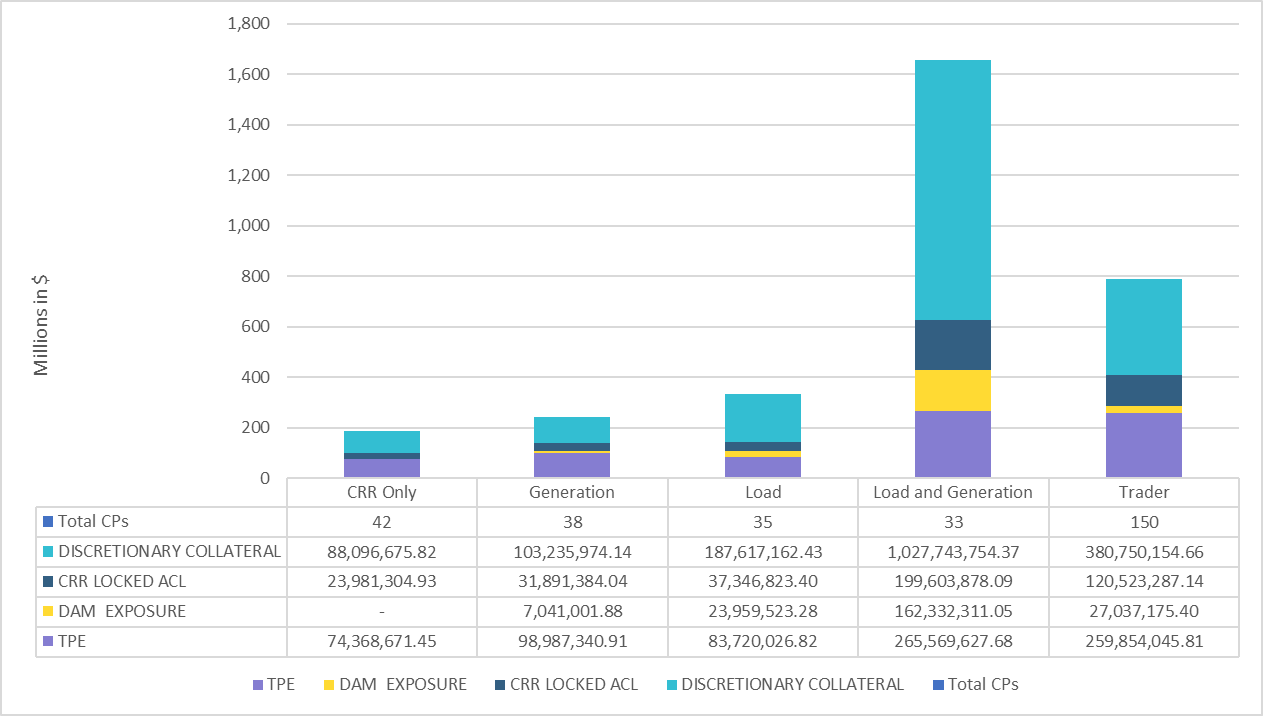 1,800
1,600
1,400
1,200
1,000
800
600
400
200
0
Millions in $
CRR Only Generation Load Load and Generation Trader
Total CPs 42 38 35 33 150
DISCRETIONARY COLLATERAL 88,096,675.82 103,235,974.14 187,617,162.43 1,027,743,754.37 380,750,154.66
CRR LOCKED ACL 23,981,304.93 31,891,384.04 37,346,823.40 199,603,878.09 120,523,287.14
DAM EXPOSURE - 7,041,001.88 23,959,523.28 162,332,311.05 27,037,175.40
TPE 74,368,671.45 98,987,340.91 83,720,026.82 265,569,627.68 259,854,045.81
TPE DAM EXPOSURE CRR LOCKED ACL DISCRETIONARY COLLATERAL Total CPs